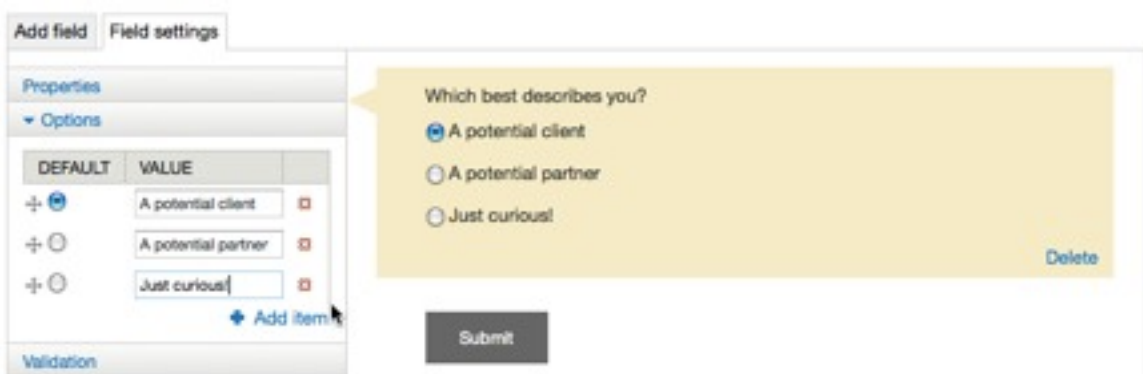 Add field Field settings
Properties
Options
DEFAULT VALUE
A potential client
A potential partner
Just curious!
Add item
Validation
Which best describes you?
A potential client
A potential partner
Just curious!
Delete
Submit